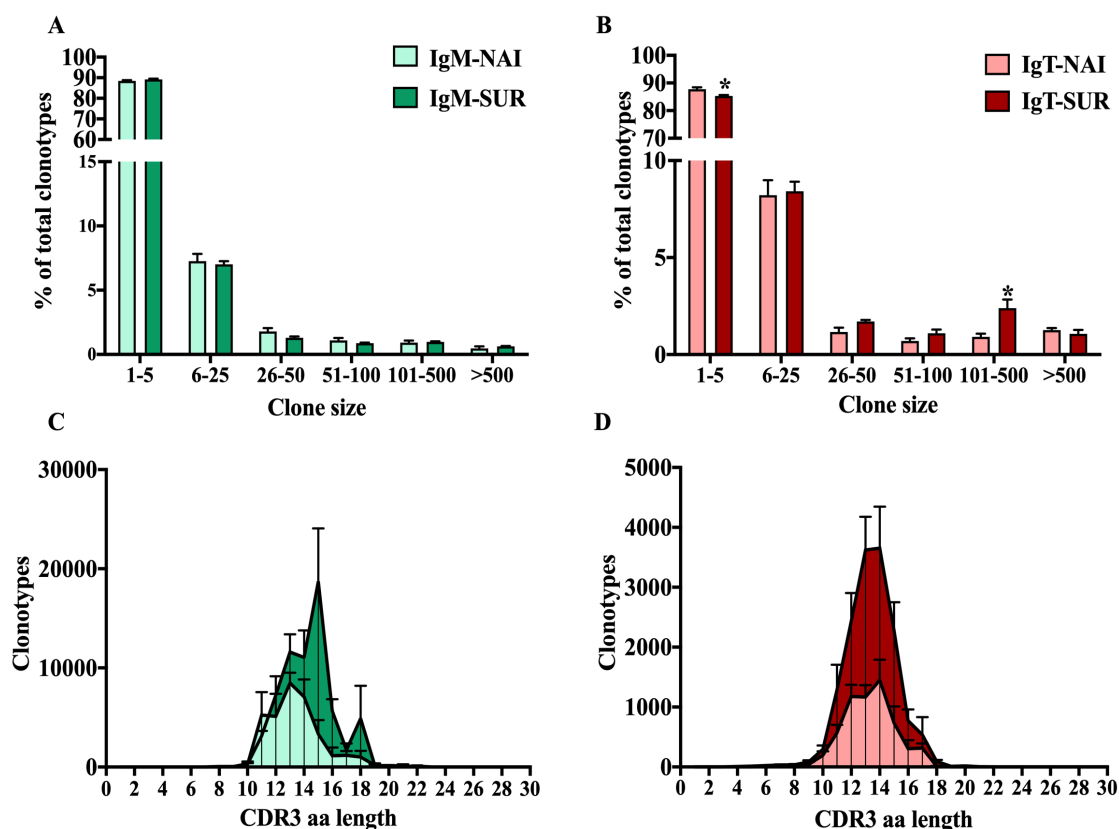 A
IgM-NAI
IgM-SUR
% of total clonotypes
100
90
80
70
60
15
10
5
0
1-5 6-25 26-50 51-100 101-500 >500
Clone size
B
IgT-NAI
IgT-SUR
% of total clonotypes
100
90
80
70
10
5
0
*
*
1-5 6-25 26-50 51-100 101-500 >500
Clone size
C
Clonotypes
30000
20000
10000
0
0 2 4 6 8 10 12 14 16 18 20 22 24 26 28 30
CDR3 aa length
D
Clonotypes
5000
4000
3000
2000
1000
0
0 2 4 6 8 10 12 14 16 18 20 22 24 26 28 30
CDR3 aa length